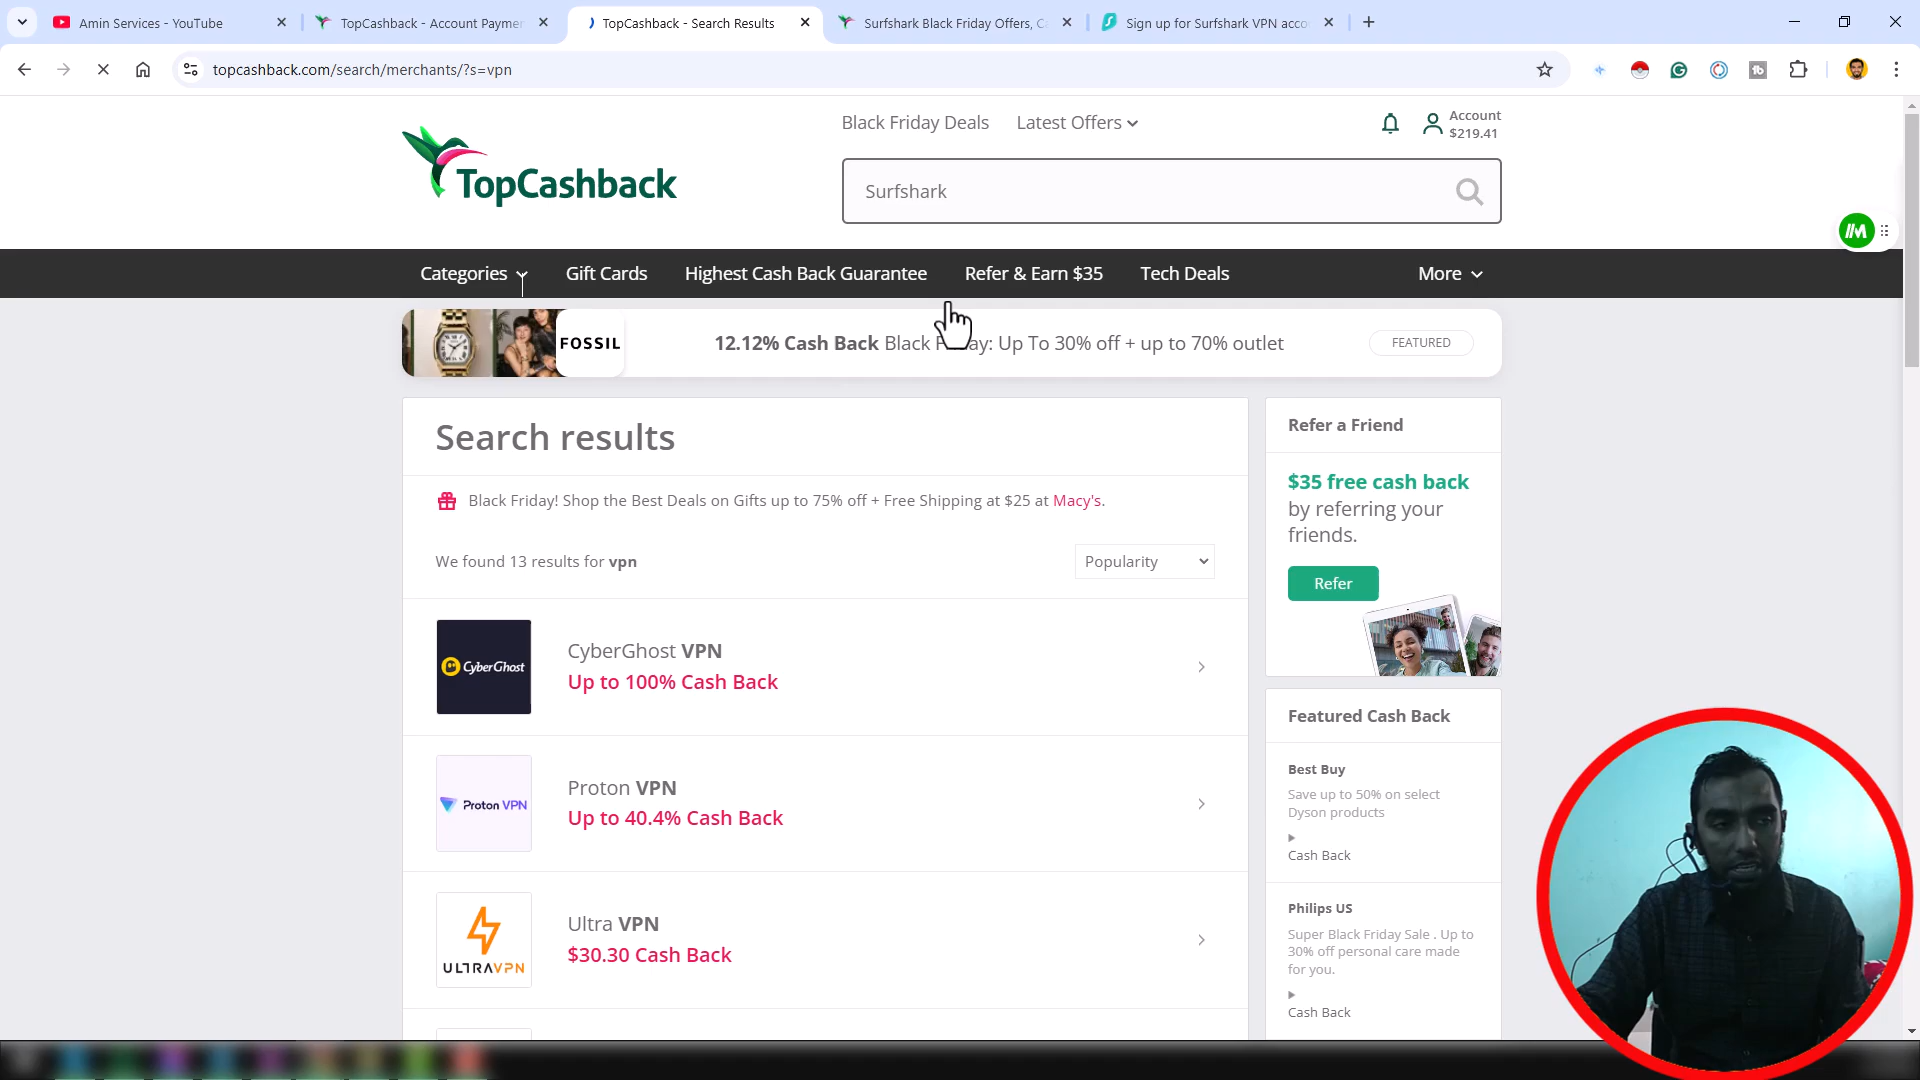 Amin Services - YouTube
TopCashback - Account Paymer
TopCashback - Search Results
Surfshark Black Friday Offers, C
Sign up for Surfshark VPN acco
topcashback.com/search/merchants/?s=vpn
Black Friday Deals
Latest Offers
Account
$219.41
TopCashback
Surfshark
Categories
Gift Cards
Highest Cash Back Guarantee
Refer & Earn $35
Tech Deals
More
FOSSIL
12.12% Cash Back Black Friday: Up To 30% off + up to 70% outlet
FEATURED
Search results
Black Friday! Shop the Best Deals on Gifts up to 75% off + Free Shipping at $25 at Macy's.
We found 13 results for vpn
Popularity
CyberGhost
CyberGhost VPN
Up to 100% Cash Back
Proton VPN
Proton VPN
Up to 40.4% Cash Back
ULTRAVPN
Ultra VPN
$30.30 Cash Back
Refer a Friend
$35 free cash back
by referring your
friends.
Refer
Featured Cash Back
Best Buy
Save up to 50% on select
Dyson products
Cash Back
Philips US
Super Black Friday Sale . Up to
30% off personal care made
for you.
Cash Back